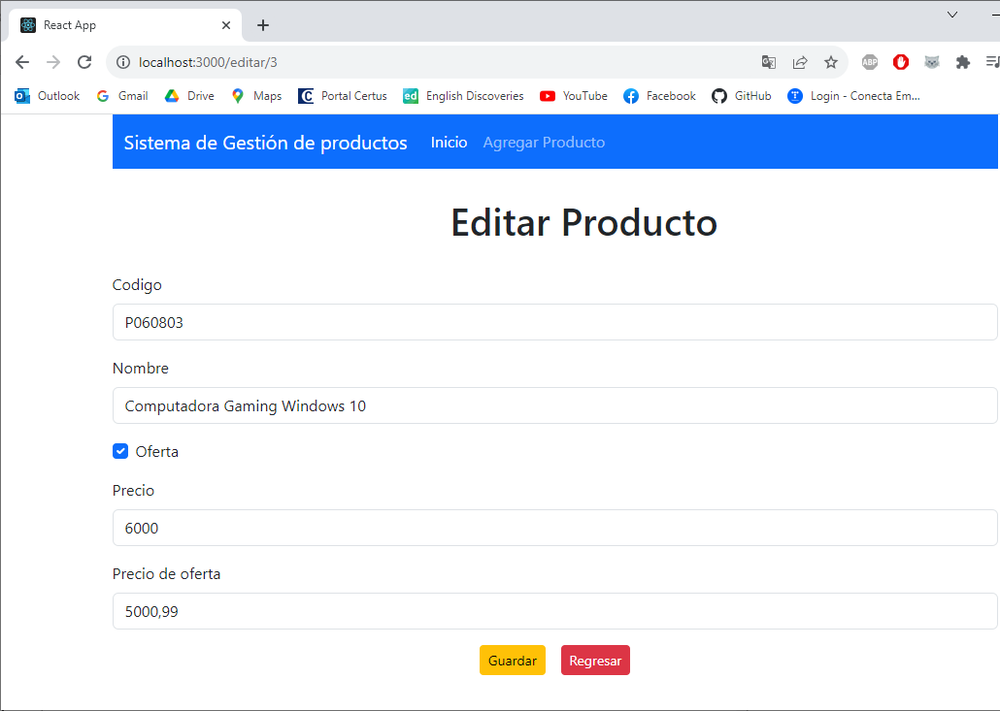 React App
localhost:3000/editar/3
ABP
Outlook Gmail Drive Maps Portal Certus ed English Discoveries YouTube Facebook GitHub Login - Conecta Em...
Sistema de Gestión de productos Inicio Agregar Producto
Editar Producto
Codigo
P060803
Nombre
Computadora Gaming Windows 10
Oferta
Precio
6000
Precio de oferta
5000,99
Guardar Regresar